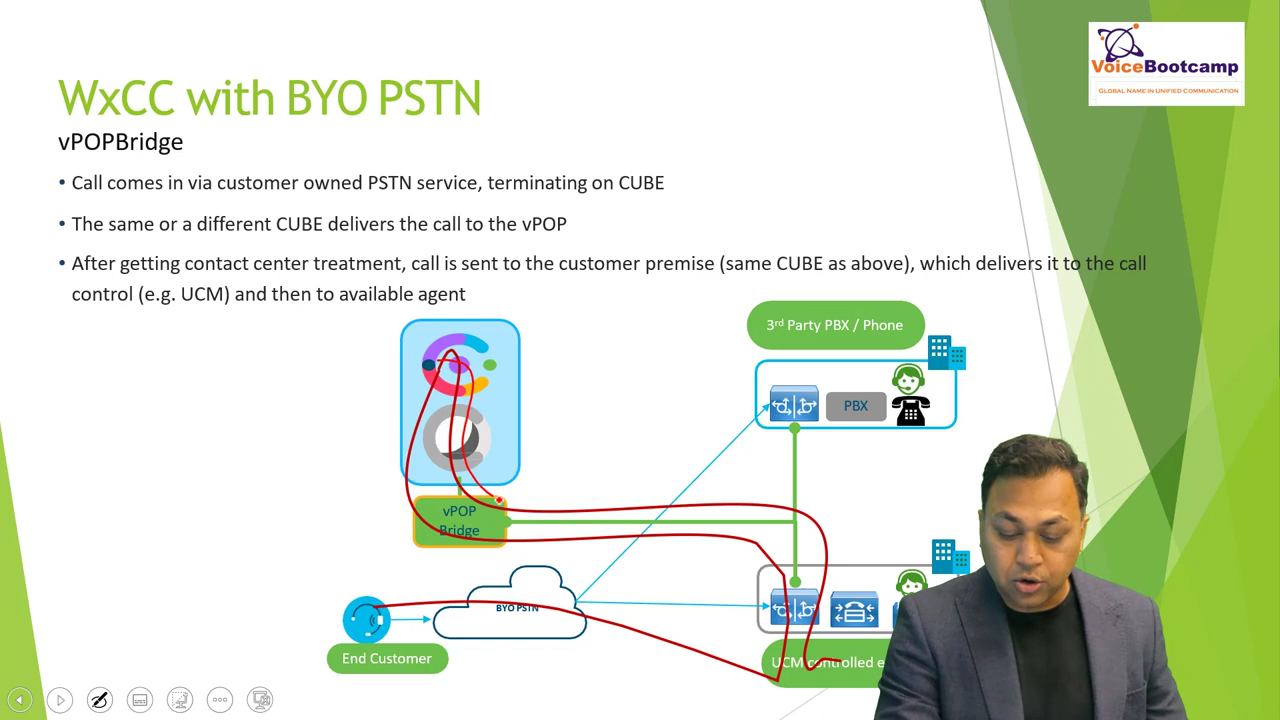 VoiceBootcamp
GLOBAL NAME IN UNIFIED COMMUNICATION
WxCC with BYO PSTN
vPOPBridge
• Call comes in via customer owned PSTN service, terminating on CUBE
• The same or a different CUBE delivers the call to the vPOP
• After getting contact center treatment, call is sent to the customer premise (same CUBE as above), which delivers it to the call
control (e.g. UCM) and then to available agent
3rd Party PBX / Phone
PBX
vPOP
Bridge
BYO PSTN
End Customer
UCM controlled